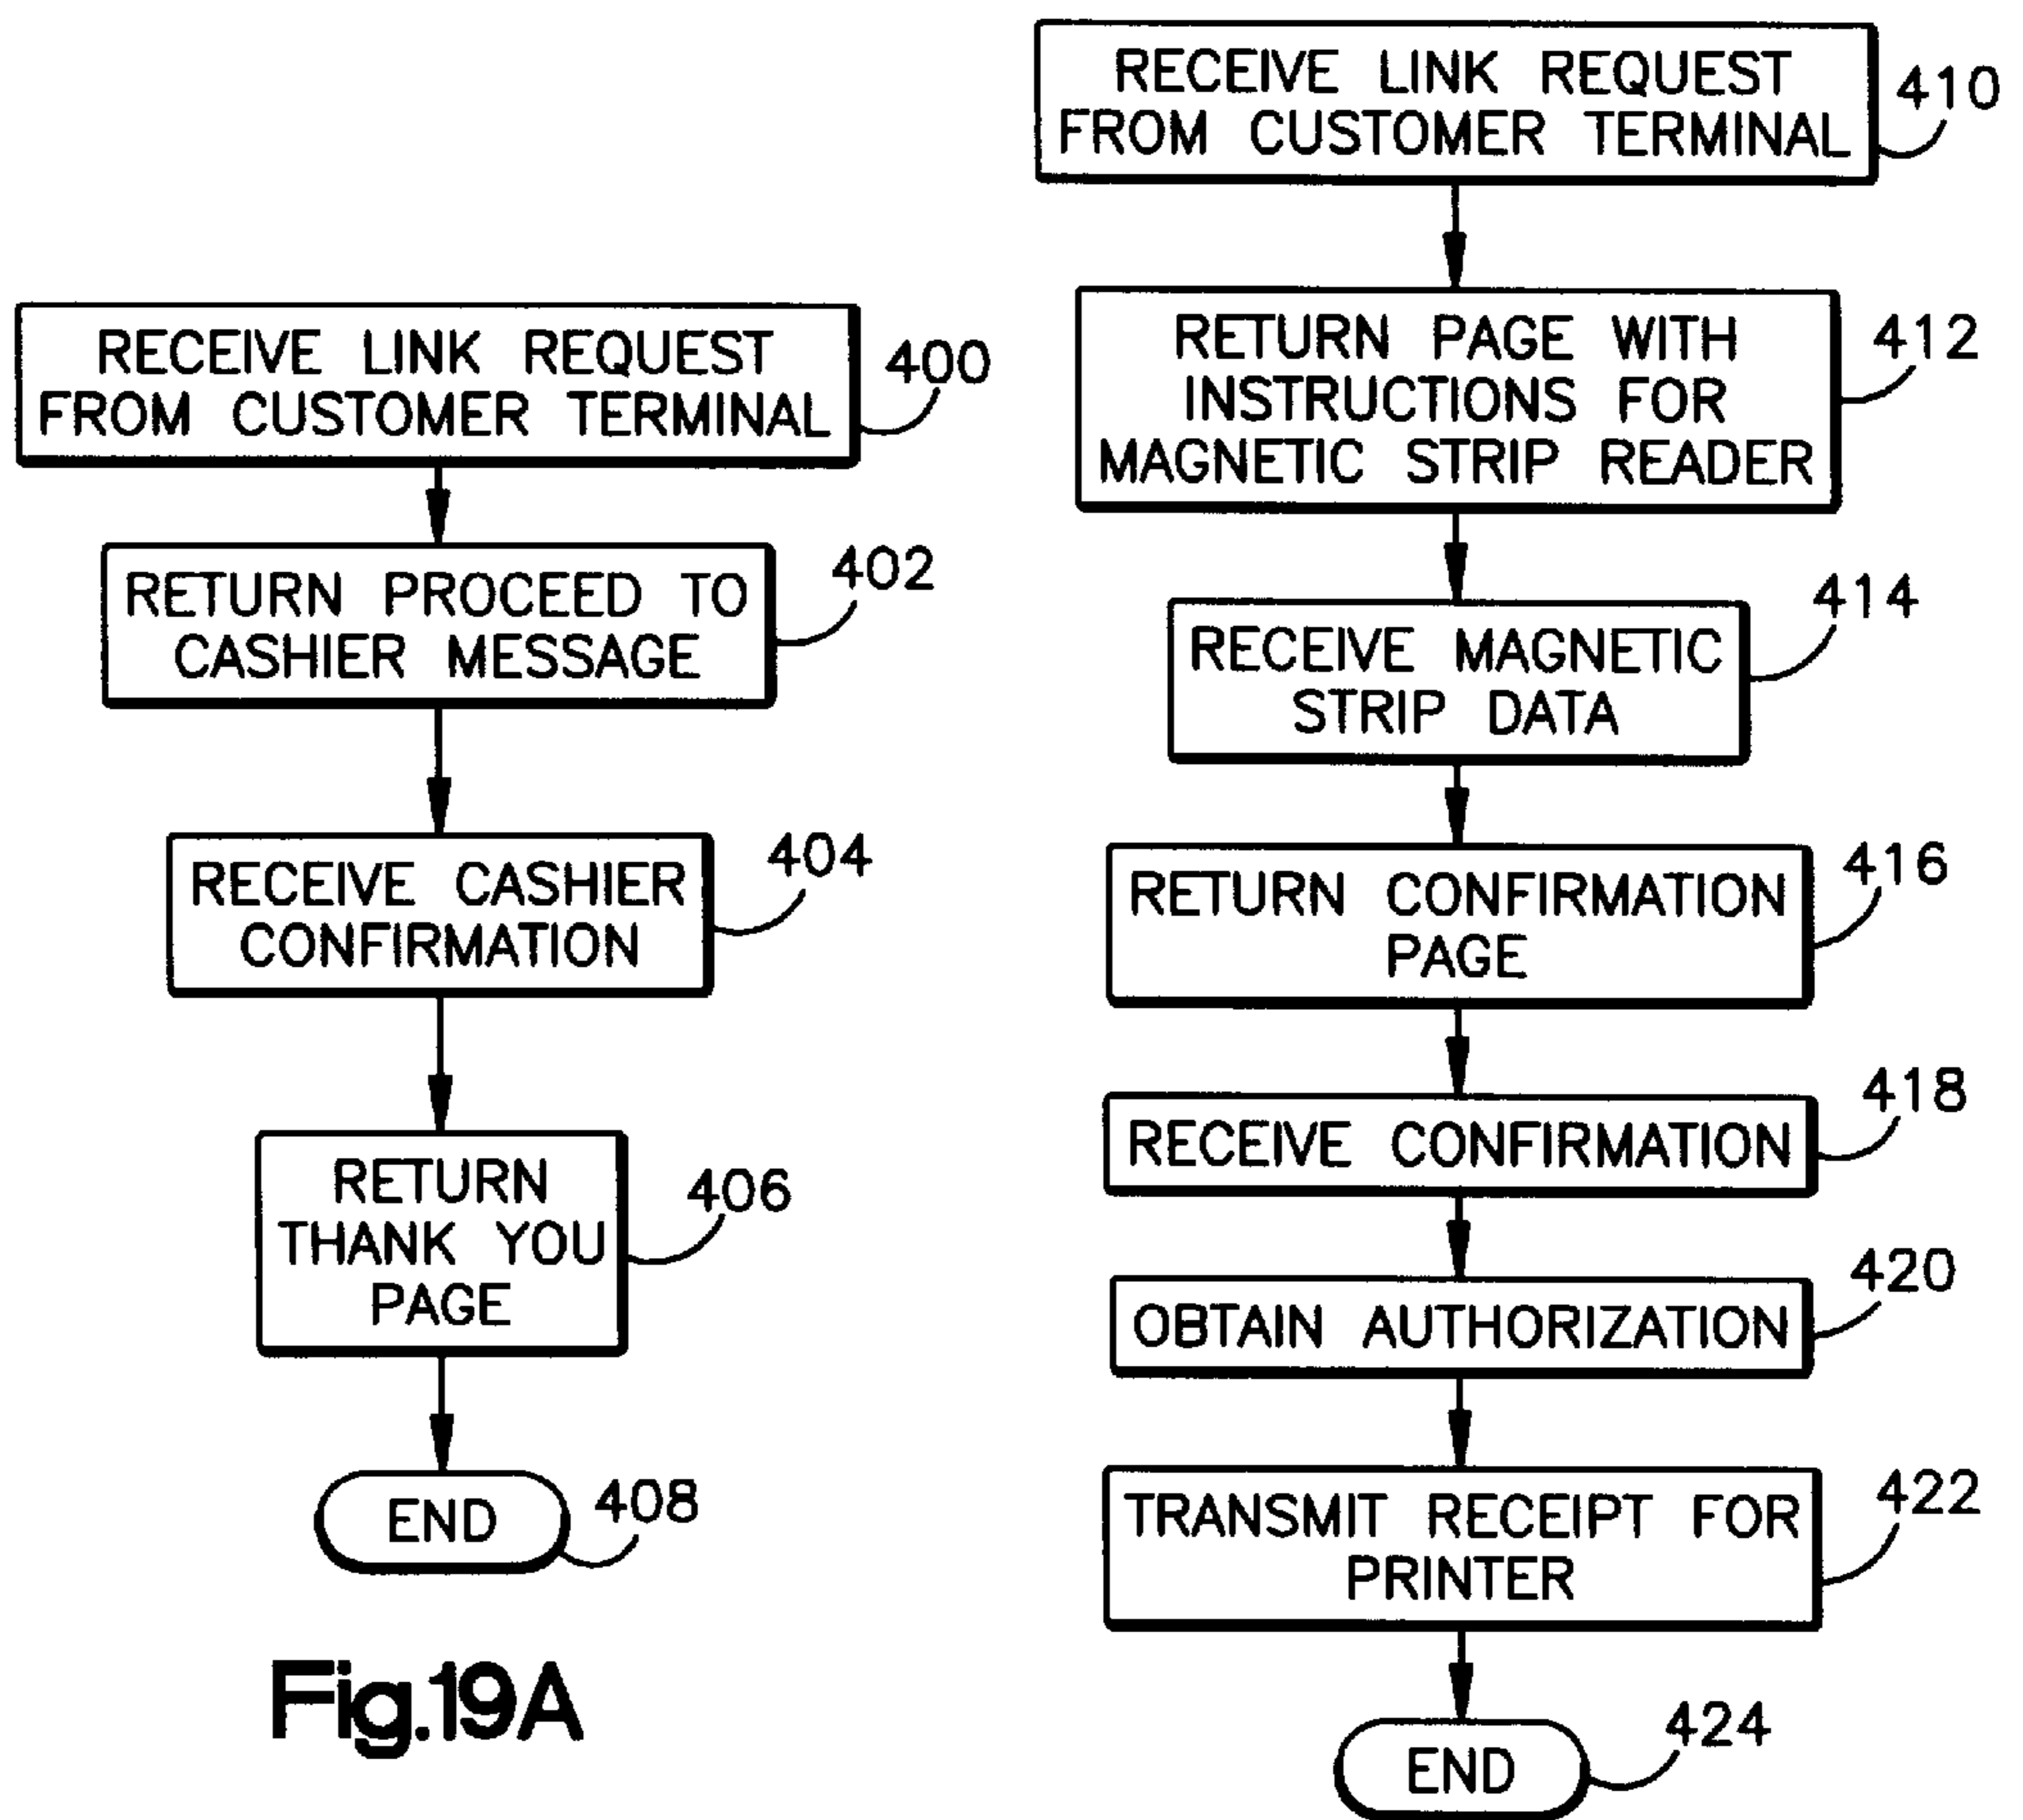 RECEIVE LINK REQUEST
FROM CUSTOMER TERMINAL
400
RETURN PROCEED TO
CASHIER MESSAGE
402
RECEIVE CASHIER
CONFIRMATION
404
RETURN
THANK YOU
PAGE
406
END
408
Fig.19A
RECEIVE LINK REQUEST
FROM CUSTOMER TERMINAL
410
RETURN PAGE WITH
INSTRUCTIONS FOR
MAGNETIC STRIP READER
412
RECEIVE MAGNETIC
STRIP DATA
414
RETURN CONFIRMATION
PAGE
416
RECEIVE CONFIRMATION
418
OBTAIN AUTHORIZATION
420
TRANSMIT RECEIPT FOR
PRINTER
422
END
424